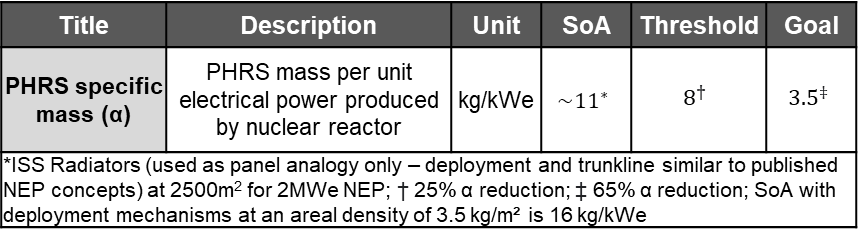 Title Description Unit SoA Threshold Goal
PHRS specific mass (α) PHRS mass per unit electrical power produced by nuclear reactor kg/kWe ~11* 8† 3.5‡
*ISS Radiators (used as panel analogy only – deployment and trunkline similar to published
NEP concepts) at 2500m² for 2MWe NEP; † 25% α reduction; ‡ 65% α reduction; SoA with
deployment mechanisms at an areal density of 3.5 kg/m² is 16 kg/kWe